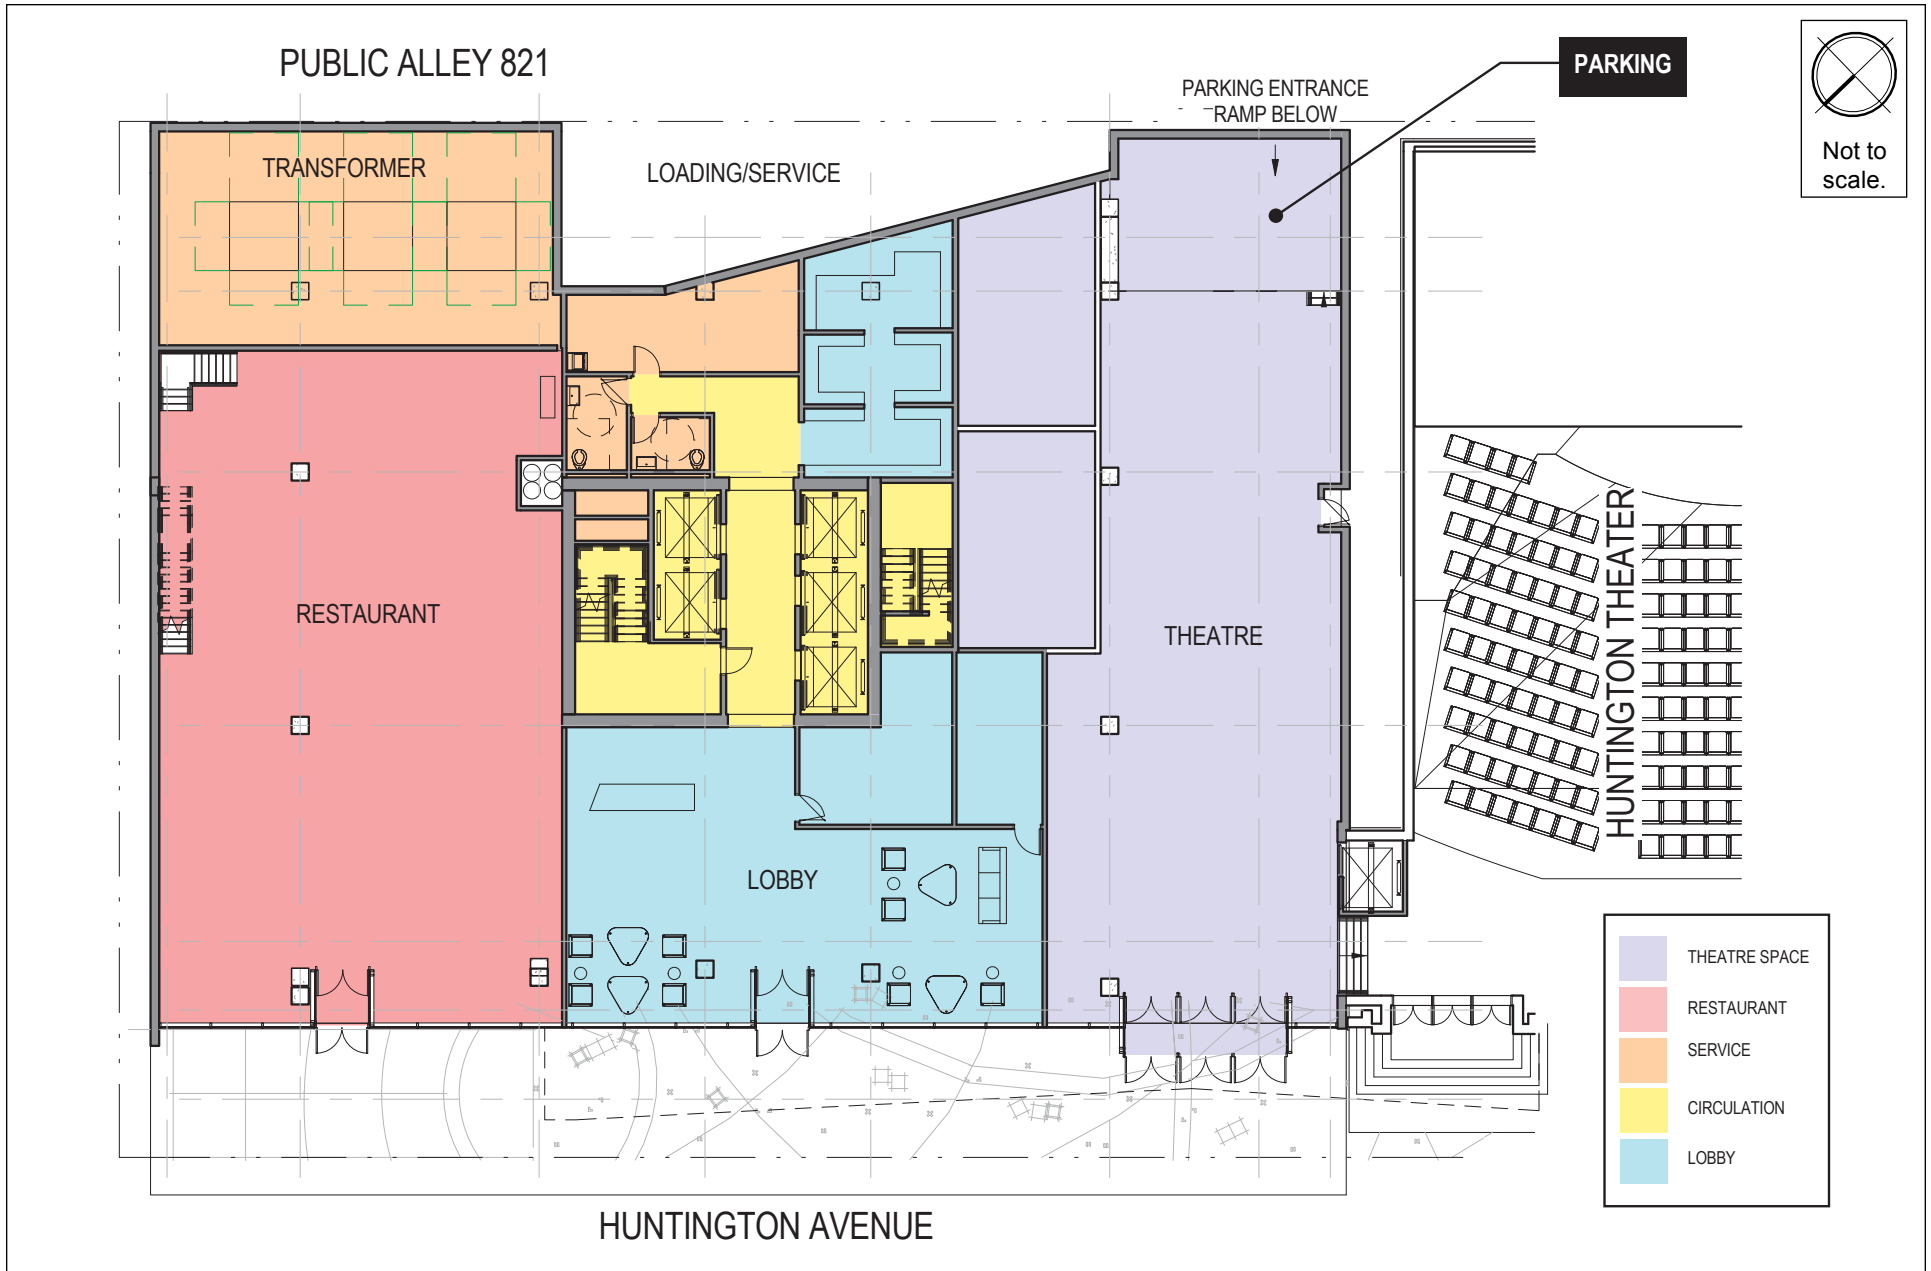 PUBLIC ALLEY 821
PARKING
PARKING ENTRANCE
RAMP BELOW
Not to
scale.
TRANSFORMER
LOADING/SERVICE
RESTAURANT
THEATRE
HUNTINGTON THEATER
LOBBY
THEATRE SPACE
RESTAURANT
SERVICE
CIRCULATION
LOBBY
HUNTINGTON AVENUE